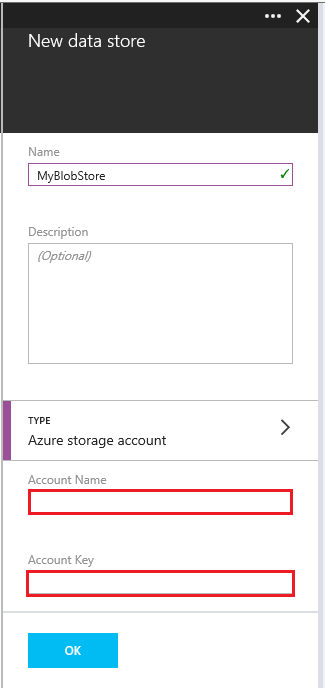 New data store
Name
MyBlobStore
Description
(Optional)
TYPE
Azure storage account
Account Name
Account Key
OK